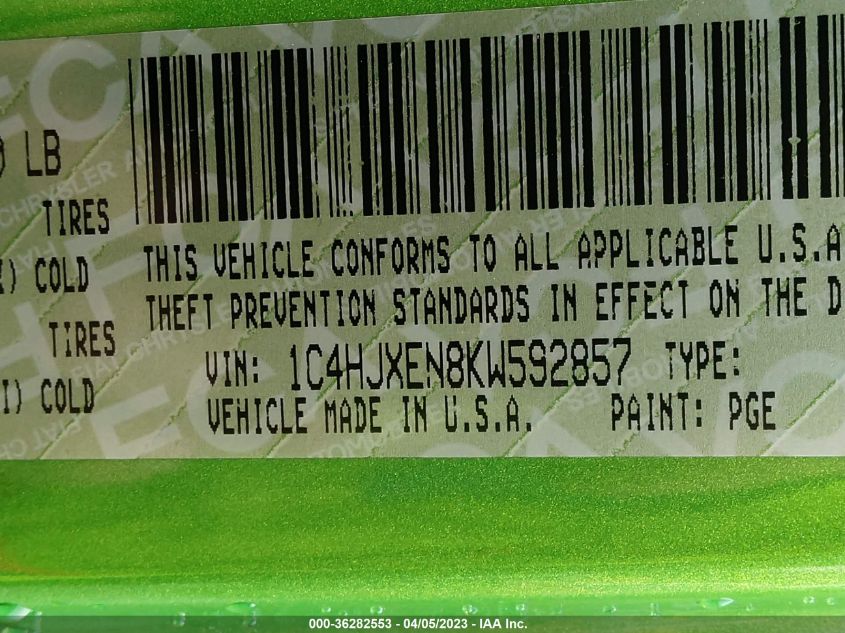 LB
TIRES
COLD
TIRES
I) COLD
THIS VEHICLE CONFORMS TO ALL APPLICABLE U.S.A
THEFT PREVENTION STANDARDS IN EFFECT ON THE D
VIN: 1C4HJXEN8KW592857 TYPE:
VEHICLE MADE IN U.S.A. PAINT: PGE
000-36282553 - 04/05/2023 - IAA Inc.